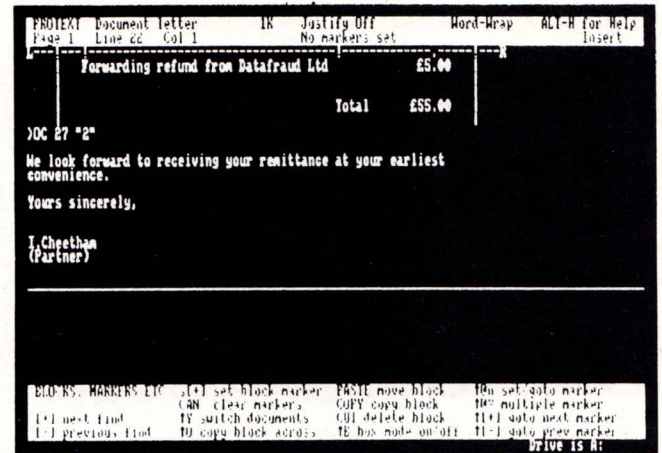 PROTEXT Document letter 1K Justify Off Word-Wrap ALT-H for Help
Page 1 Line 22 Col 1 No markers set Insert
L R
Forwarding refund from Datafraud Ltd £5.00
Total £55.00
>OC 27 "2"
We look forward to receiving your remittance at your earliest
convenience.
Yours sincerely,
I.Cheetham
(Partner)
BLOCKS, MARKERS ETC s[+] set block marker PASTE move block ↑@n set/goto marker
CAN clear markers COPY copy block ↑@? multiple marker
[+] next find ↑Y switch documents CUT delete block ↑[+] goto next marker
[-] previous find ↑O copy block across ↑E box mode on/off ↑[-] goto prev marker
Drive is A: